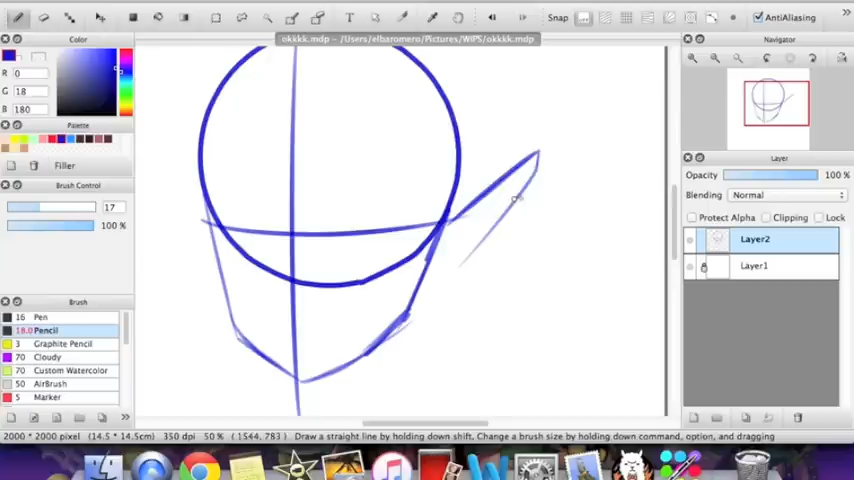 Snap
AntiAliasing
okkkk.mdp – /Users/elbaromero/Pictures/WiPS/okkkk.mdp
Color
R 0
G 18
B 180
Palette
Filler
Brush Control
17
100 %
Brush
16 Pen
18.0 Pencil
3 Graphite Pencil
70 Cloudy
70 Custom Watercolor
50 AirBrush
5 Marker
Navigator
Layer
Opacity 100 %
Blending Normal
Protect Alpha Clipping Lock
Layer2
Layer1
2000 * 2000 pixel (14.5 * 14.5cm) 350 dpi 50 % ( 1544, 783 ) Draw a straight line by holding down shift, Change a brush size by holding down command, option, and dragging